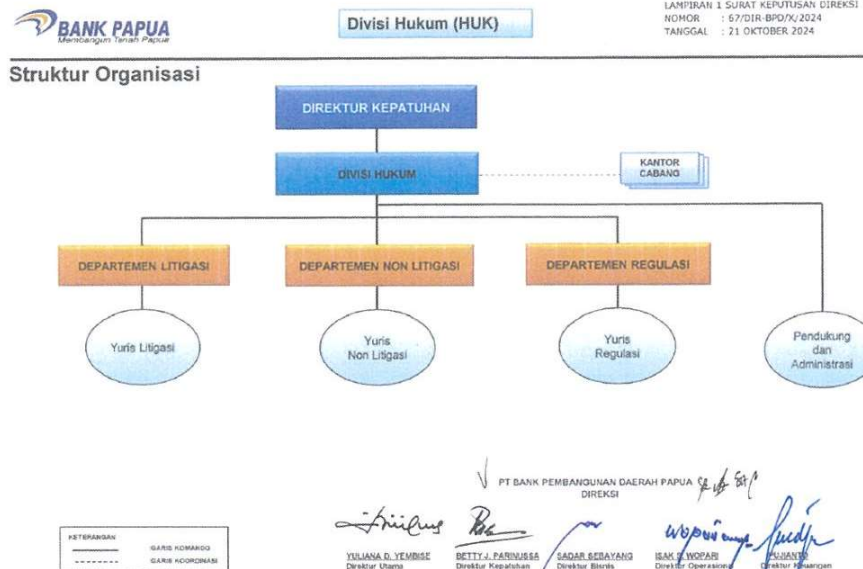 BANK PAPUA
Membangun Tanah Papua
Divisi Hukum (HUK)
LAMPIRAN 1 SURAT KEPUTUSAN DIREKSI
NOMOR : 67/DIR-BPD/X/2024
TANGGAL : 21 OKTOBER 2024
Struktur Organisasi
DIREKTUR KEPATUHAN
DIVISI HUKUM
KANTOR
CABANG
DEPARTEMEN LITIGASI
DEPARTEMEN NON LITIGASI
DEPARTEMEN REGULASI
Yuris Litigasi
Yuris
Non Litigasi
Yuris
Regulasi
Pendukung
dan
Administrasi
PT BANK PEMBANGUNAN DAERAH PAPUA
DIREKSI
KETERANGAN
GARIS KOMANDO
GARIS KOORDINASI
YULIANA D. YEMBISE
Direktur Utama
BETTY J. PARINUSSA
Direktur Kepatuhan
SADAR SEBAYANG
Direktur Bisnis
ISAK S. WOPARI
Direktur Operasional
PUJIANTO
Direktur Keuangan